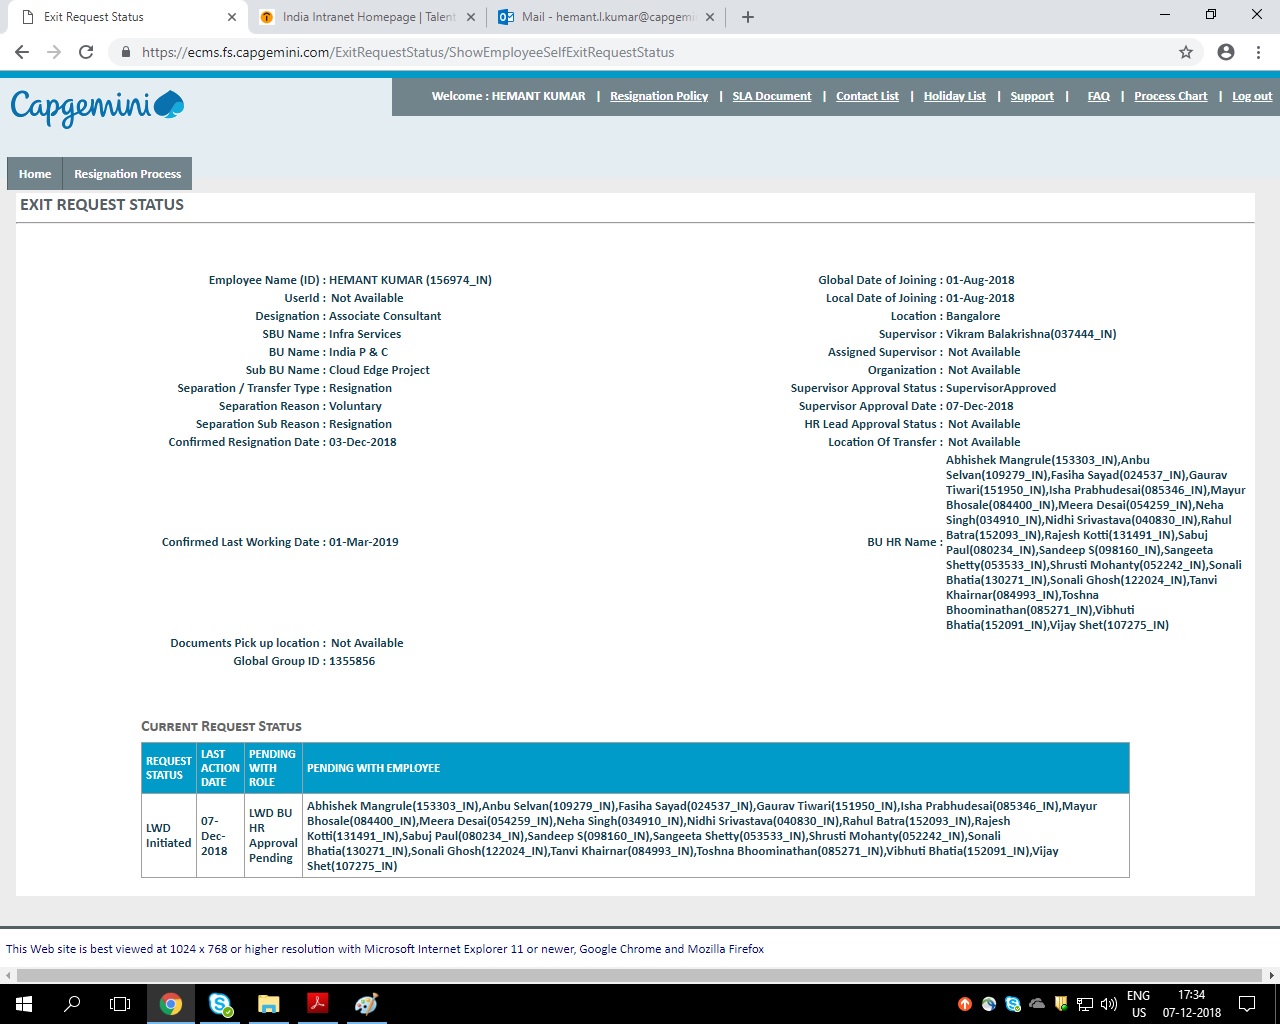 Exit Request Status
India Intranet Homepage | Talent
Mail - hemant.l.kumar@capgemi
https://ecms.fs.capgemini.com/ExitRequestStatus/ShowEmployeeSelfExitRequestStatus
Capgemini
Welcome : HEMANT KUMAR | Resignation Policy | SLA Document | Contact List | Holiday List | Support | FAQ | Process Chart | Log out
Home
Resignation Process
EXIT REQUEST STATUS
Employee Name (ID) : HEMANT KUMAR (156974_IN)
Global Date of Joining : 01-Aug-2018
UserId : Not Available
Local Date of Joining : 01-Aug-2018
Designation : Associate Consultant
Location : Bangalore
SBU Name : Infra Services
Supervisor : Vikram Balakrishna(037444_IN)
BU Name : India P & C
Assigned Supervisor : Not Available
Sub BU Name : Cloud Edge Project
Organization : Not Available
Separation / Transfer Type : Resignation
Supervisor Approval Status : SupervisorApproved
Separation Reason : Voluntary
Supervisor Approval Date : 07-Dec-2018
Separation Sub Reason : Resignation
HR Lead Approval Status : Not Available
Confirmed Resignation Date : 03-Dec-2018
Location Of Transfer : Not Available
Confirmed Last Working Date : 01-Mar-2019
BU HR Name :
Abhishek Mangrule(153303_IN),Anbu
Selvan(109279_IN),Fasiha Sayad(024537_IN),Gaurav
Tiwari(151950_IN),Isha Prabhudesai(085346_IN),Mayur
Bhosale(084400_IN),Meera Desai(054259_IN),Neha
Singh(034910_IN),Nidhi Srivastava(040830_IN),Rahul
Batra(152093_IN),Rajesh Kotti(131491_IN),Sabuj
Paul(080234_IN),Sandeep S(098160_IN),Sangeeta
Shetty(053533_IN),Shrusti Mohanty(052242_IN),Sonali
Bhatia(130271_IN),Sonali Ghosh(122024_IN),Tanvi
Khairnar(084993_IN),Toshna
Bhoominathan(085271_IN),Vibhuti
Bhatia(152091_IN),Vijay Shet(107275_IN)
Documents Pick up location : Not Available
Global Group ID : 1355856
CURRENT REQUEST STATUS
REQUEST
STATUS
LAST
ACTION
DATE
PENDING
WITH
ROLE
PENDING WITH EMPLOYEE
LWD
Initiated
07-
Dec-
2018
LWD BU
HR
Approval
Pending
Abhishek Mangrule(153303_IN),Anbu Selvan(109279_IN),Fasiha Sayad(024537_IN),Gaurav Tiwari(151950_IN),Isha Prabhudesai(085346_IN),Mayur
Bhosale(084400_IN),Meera Desai(054259_IN),Neha Singh(034910_IN),Nidhi Srivastava(040830_IN),Rahul Batra(152093_IN),Rajesh
Kotti(131491_IN),Sabuj Paul(080234_IN),Sandeep S(098160_IN),Sangeeta Shetty(053533_IN),Shrusti Mohanty(052242_IN),Sonali
Bhatia(130271_IN),Sonali Ghosh(122024_IN),Tanvi Khairnar(084993_IN),Toshna Bhoominathan(085271_IN),Vibhuti Bhatia(152091_IN),Vijay
Shet(107275_IN)
This Web site is best viewed at 1024 x 768 or higher resolution with Microsoft Internet Explorer 11 or newer, Google Chrome and Mozilla Firefox
ENG
US
17:34
07-12-2018